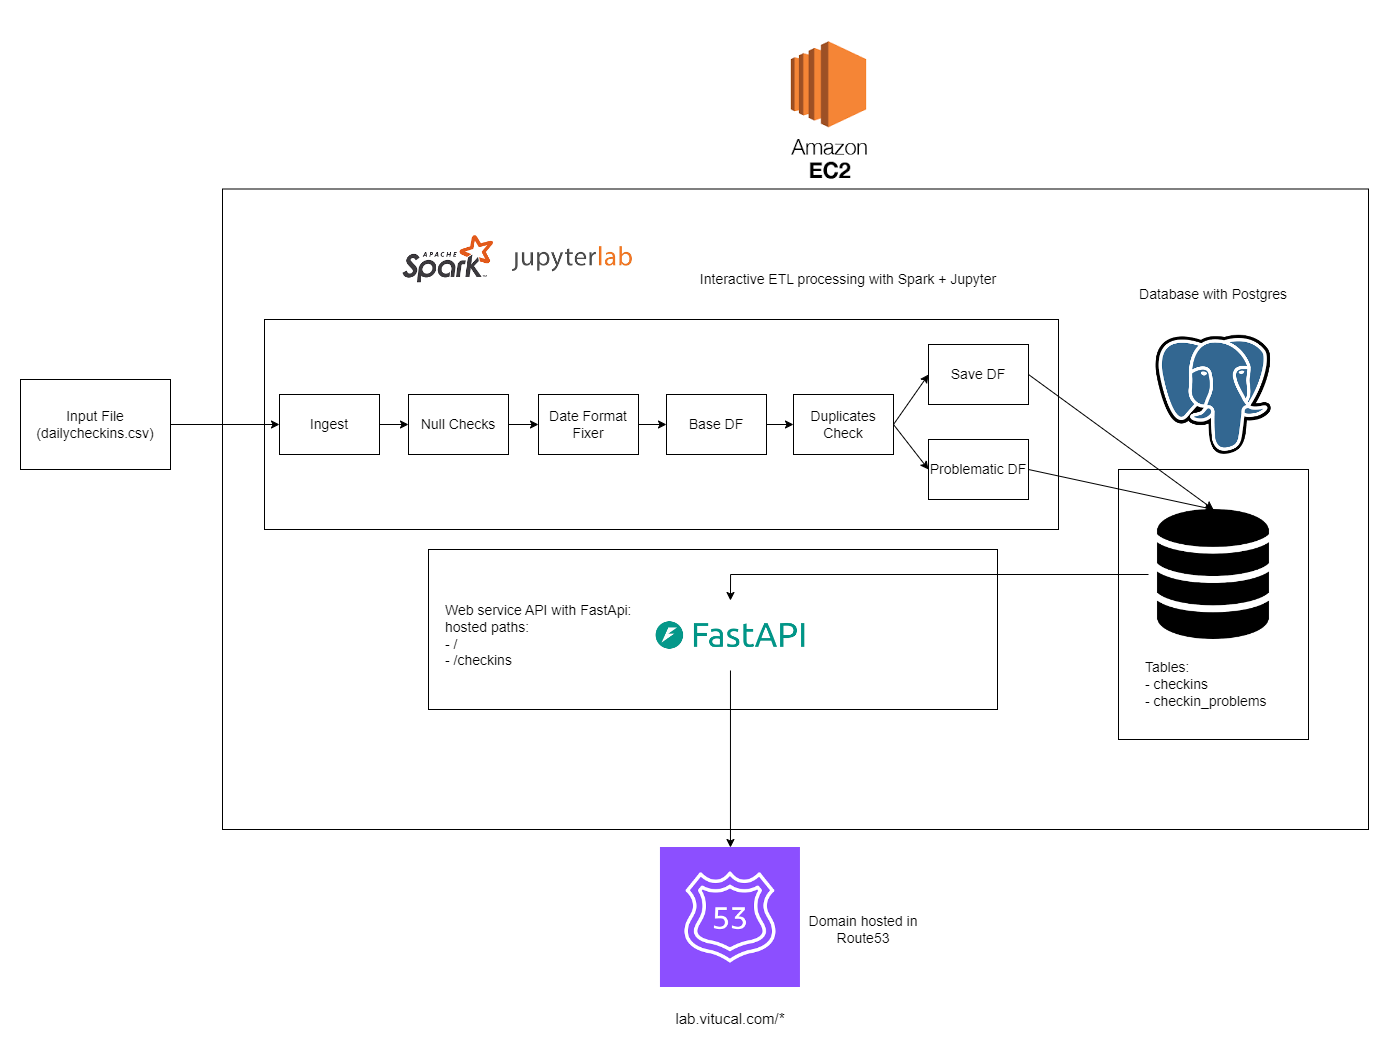 Amazon
EC2
APACHE
Spark™
jupyterlab
Interactive ETL processing with Spark + Jupyter
Database with Postgres
Input File
(dailycheckins.csv)
Ingest
Null Checks
Date Format
Fixer
Base DF
Duplicates
Check
Save DF
Problematic DF
Web service API with FastApi:
hosted paths:
- /
- /checkins
FastAPI
Tables:
- checkins
- checkin_problems
53
Domain hosted in
Route53
lab.vitucal.com/*